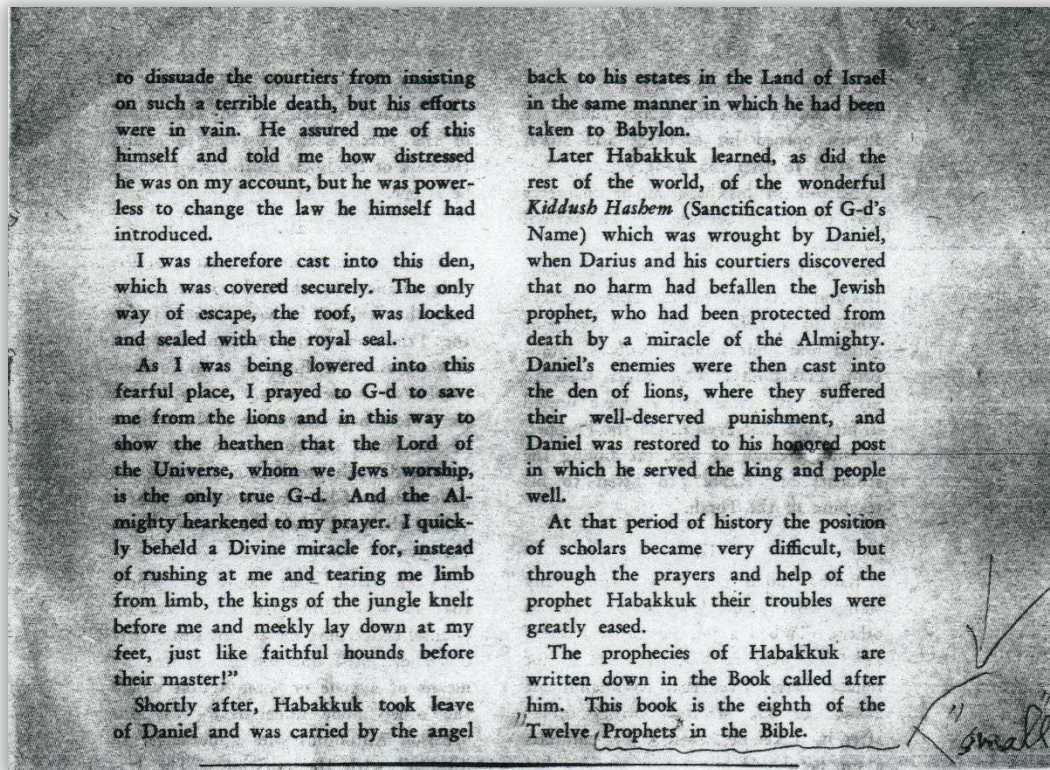 to dissuade the courtiers from insisting
on such a terrible death, but his efforts
were in vain. He assured me of this
himself and told me how distressed
he was on my account, but he was power-
less to change the law he himself had
introduced.
I was therefore cast into this den,
which was covered securely. The only
way of escape, the roof, was locked
and sealed with the royal seal.
As I was being lowered into this
fearful place, I prayed to G-d to save
me from the lions and in this way to
show the heathen that the Lord of
the Universe, whom we Jews worship,
is the only true G-d. And the Al-
mighty hearkened to my prayer. I quick-
ly beheld a Divine miracle for, instead
of rushing at me and tearing me limb
from limb, the kings of the jungle knelt
before me and meekly lay down at my
feet, just like faithful hounds before
their master!”
Shortly after, Habakkuk took leave
of Daniel and was carried by the angel
back to his estates in the Land of Israel
in the same manner in which he had been
taken to Babylon.
Later Habakkuk learned, as did the
rest of the world, of the wonderful
Kiddush Hashem (Sanctification of G-d’s
Name) which was wrought by Daniel,
when Darius and his courtiers discovered
that no harm had befallen the Jewish
prophet, who had been protected from
death by a miracle of the Almighty.
Daniel’s enemies were then cast into
the den of lions, where they suffered
their well-deserved punishment, and
Daniel was restored to his honored post
in which he served the king and people
well.
At that period of history the position
of scholars became very difficult, but
through the prayers and help of the
prophet Habakkuk their troubles were
greatly eased.
The prophecies of Habakkuk are
written down in the Book called after
him. This book is the eighth of the
"Twelve Prophets" in the Bible.
"small"